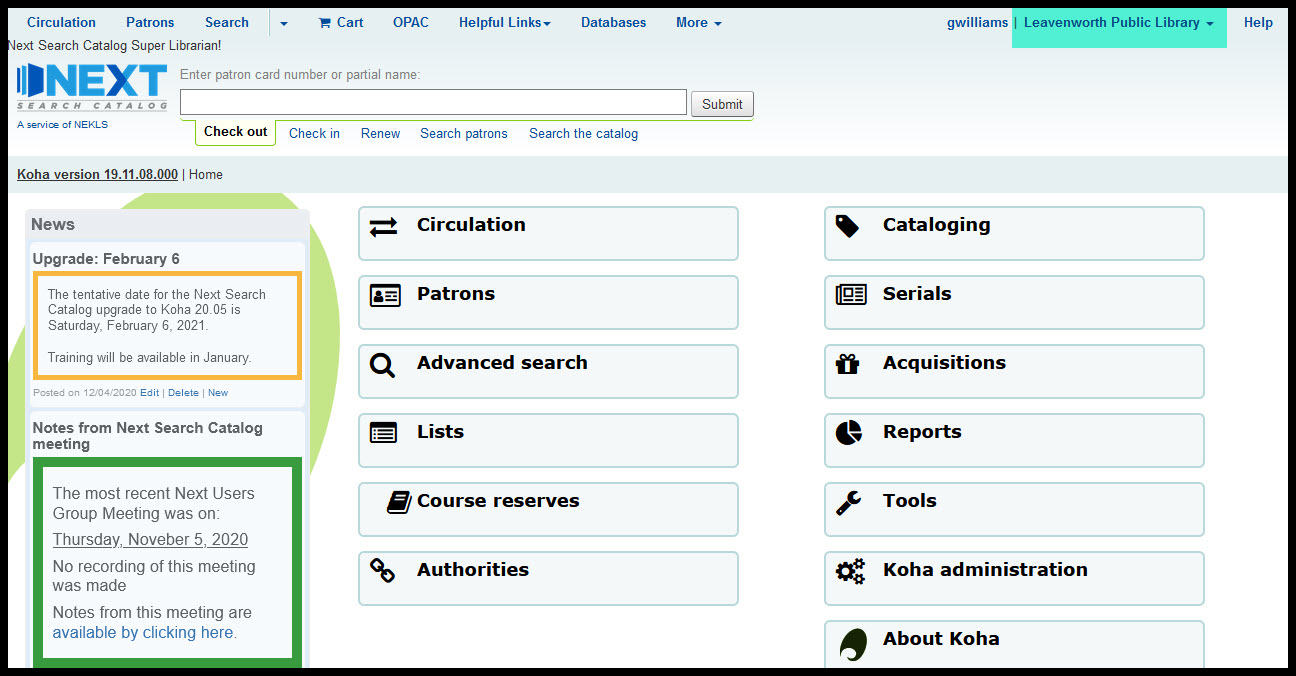 Circulation Patrons Search Cart OPAC Helpful Links Databases More gwilliams | Leavenworth Public Library Help
Next Search Catalog Super Librarian!
NEXT
SEARCH CATALOG
A service of NEKLS
Enter patron card number or partial name:
Submit
Check out Check in Renew Search patrons Search the catalog
Koha version 19.11.08.000 | Home
News
Upgrade: February 6
The tentative date for the Next Search
Catalog upgrade to Koha 20.05 is
Saturday, February 6, 2021.
Training will be available in January.
Posted on 12/04/2020 Edit | Delete | New
Notes from Next Search Catalog
meeting
The most recent Next Users
Group Meeting was on:
Thursday, Noveber 5, 2020
No recording of this meeting
was made
Notes from this meeting are
available by clicking here.
Circulation
Patrons
Advanced search
Lists
Course reserves
Authorities
Cataloging
Serials
Acquisitions
Reports
Tools
Koha administration
About Koha